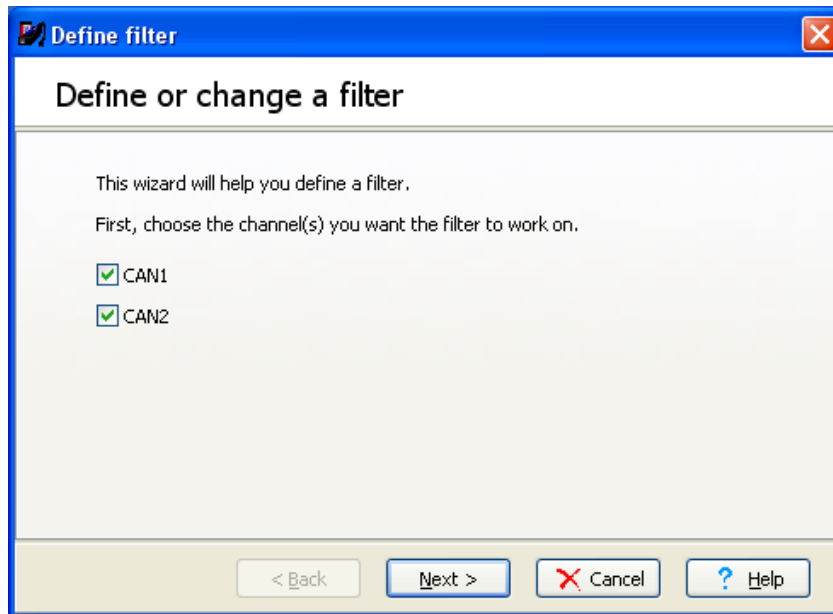 Define filter
Define or change a filter
This wizard will help you define a filter.
First, choose the channel(s) you want the filter to work on.
CAN1
CAN2
< Back Next > Cancel ? Help